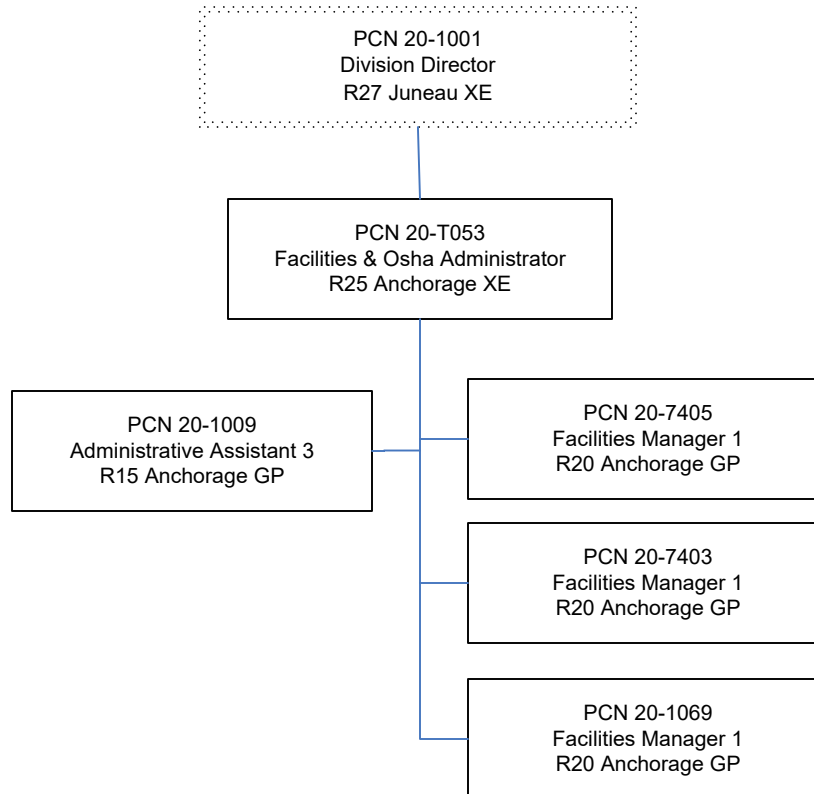 PCN 20-1001
Division Director
R27 Juneau XE
PCN 20-T053
Facilities & Osha Administrator
R25 Anchorage XE
PCN 20-1009
Administrative Assistant 3
R15 Anchorage GP
PCN 20-7405
Facilities Manager 1
R20 Anchorage GP
PCN 20-7403
Facilities Manager 1
R20 Anchorage GP
PCN 20-1069
Facilities Manager 1
R20 Anchorage GP